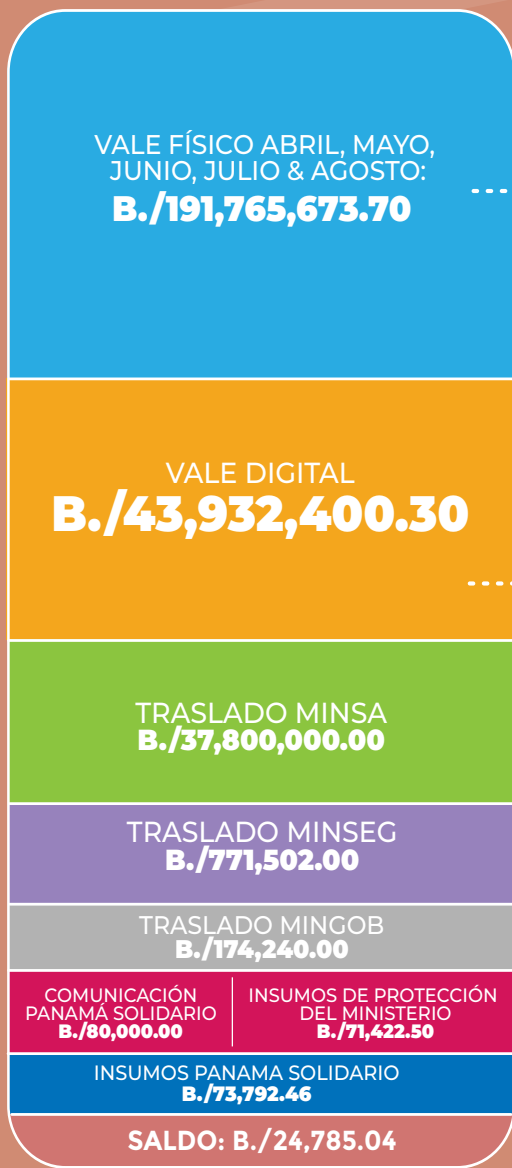 VALE FÍSICO ABRIL, MAYO,
JUNIO, JULIO & AGOSTO:
B./191,765,673.70
VALE DIGITAL
B./43,932,400.30
TRASLADO MINSA
B./37,800,000.00
TRASLADO MINSEG
B./771,502.00
TRASLADO MINGOB
B./174,240.00
COMUNICACIÓN
PANAMÁ SOLIDARIO
B./80,000.00
INSUMOS DE PROTECCIÓN
DEL MINISTERIO
B./71,422.50
INSUMOS PANAMA SOLIDARIO
B./73,792.46
SALDO: B./24,785.04